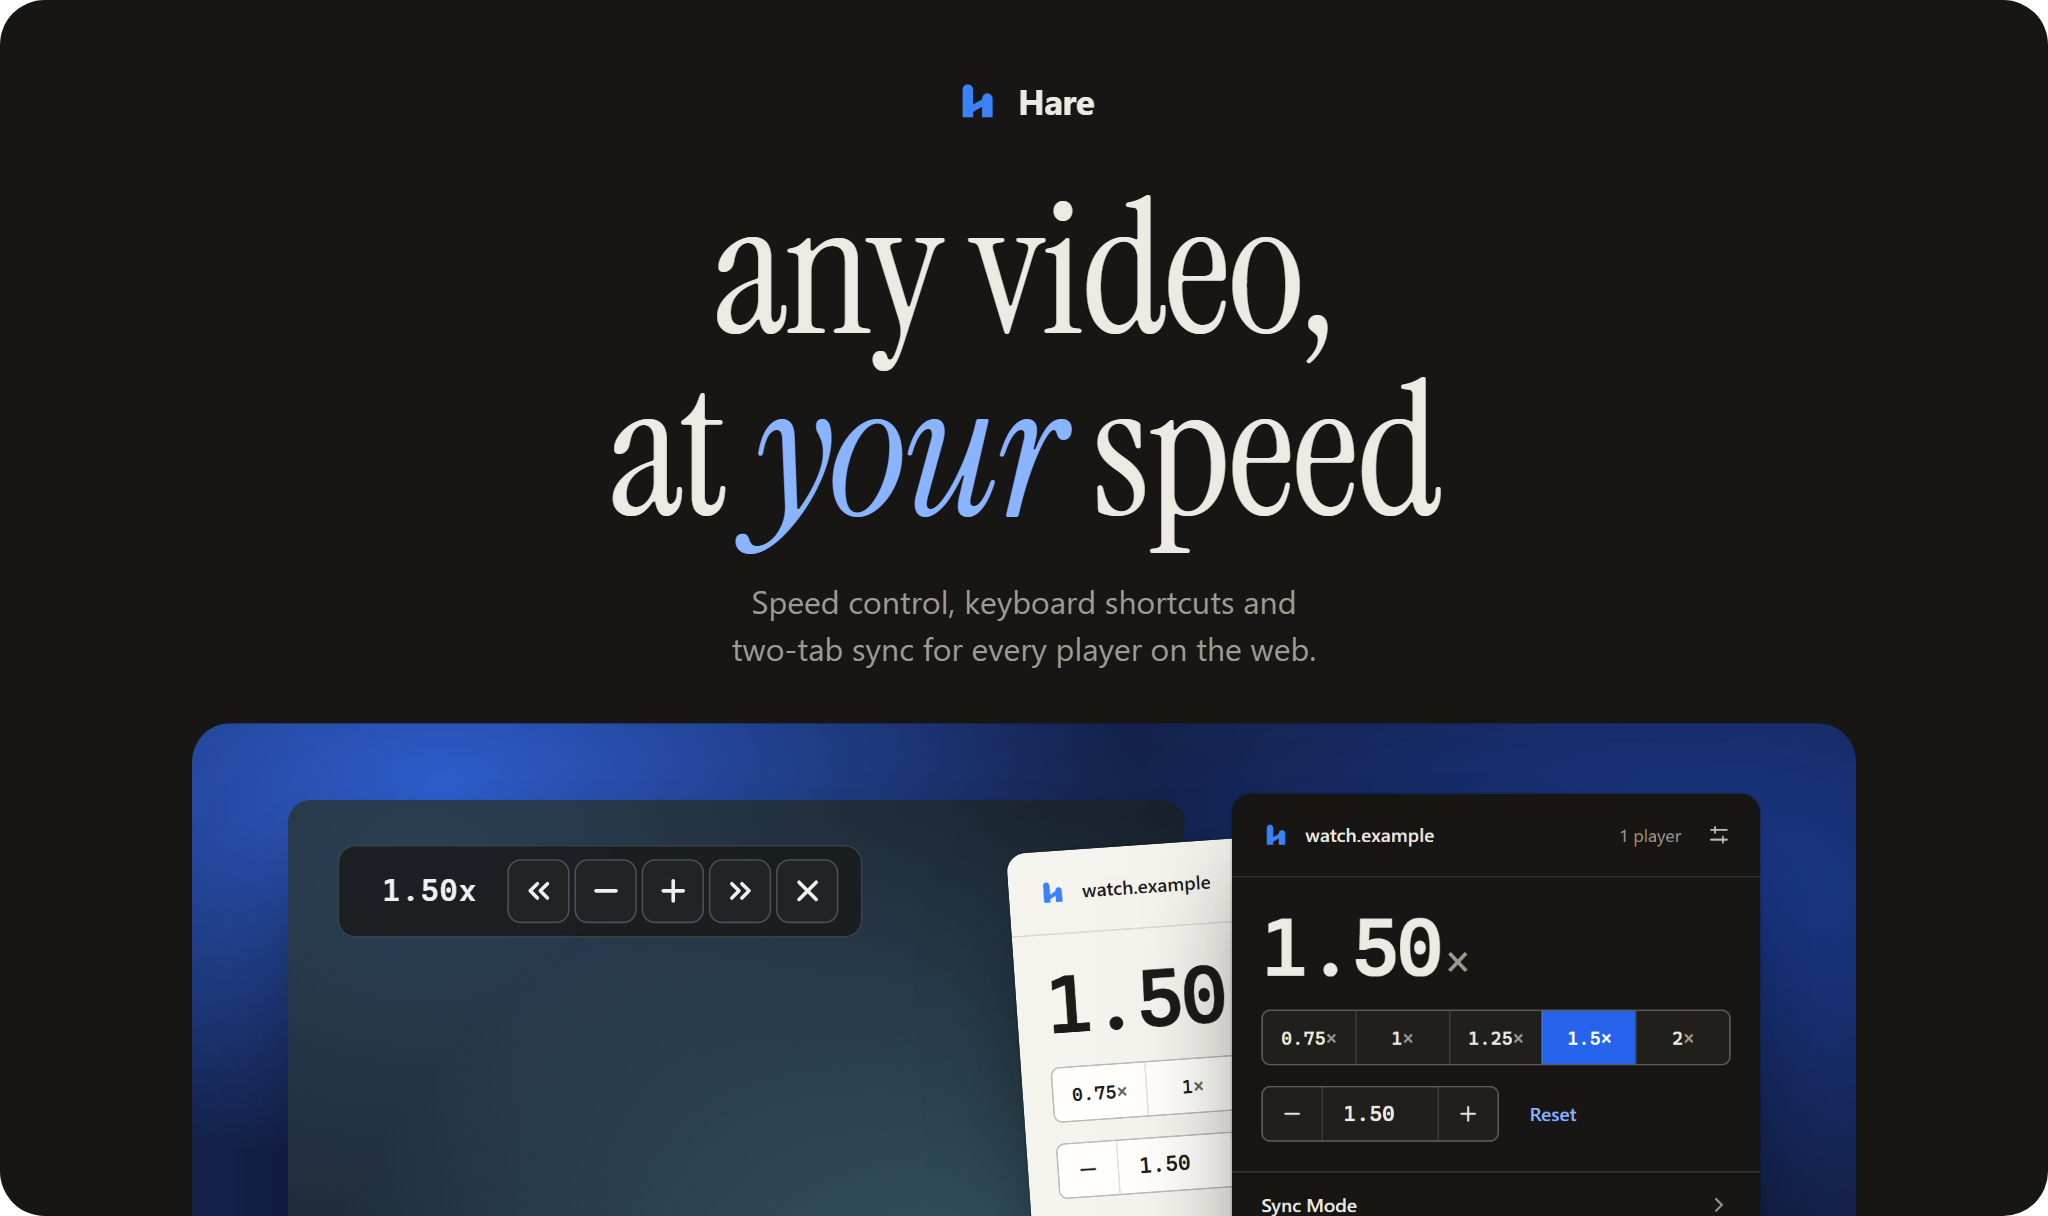 Hare
any video,
at your speed
Speed control, keyboard shortcuts and
two-tab sync for every player on the web.
1.50x
watch.example
1.50
0.75× 1×
1.50
watch.example 1 player
1.50×
0.75× 1× 1.25× 1.5× 2×
1.50 Reset
Sync Mode